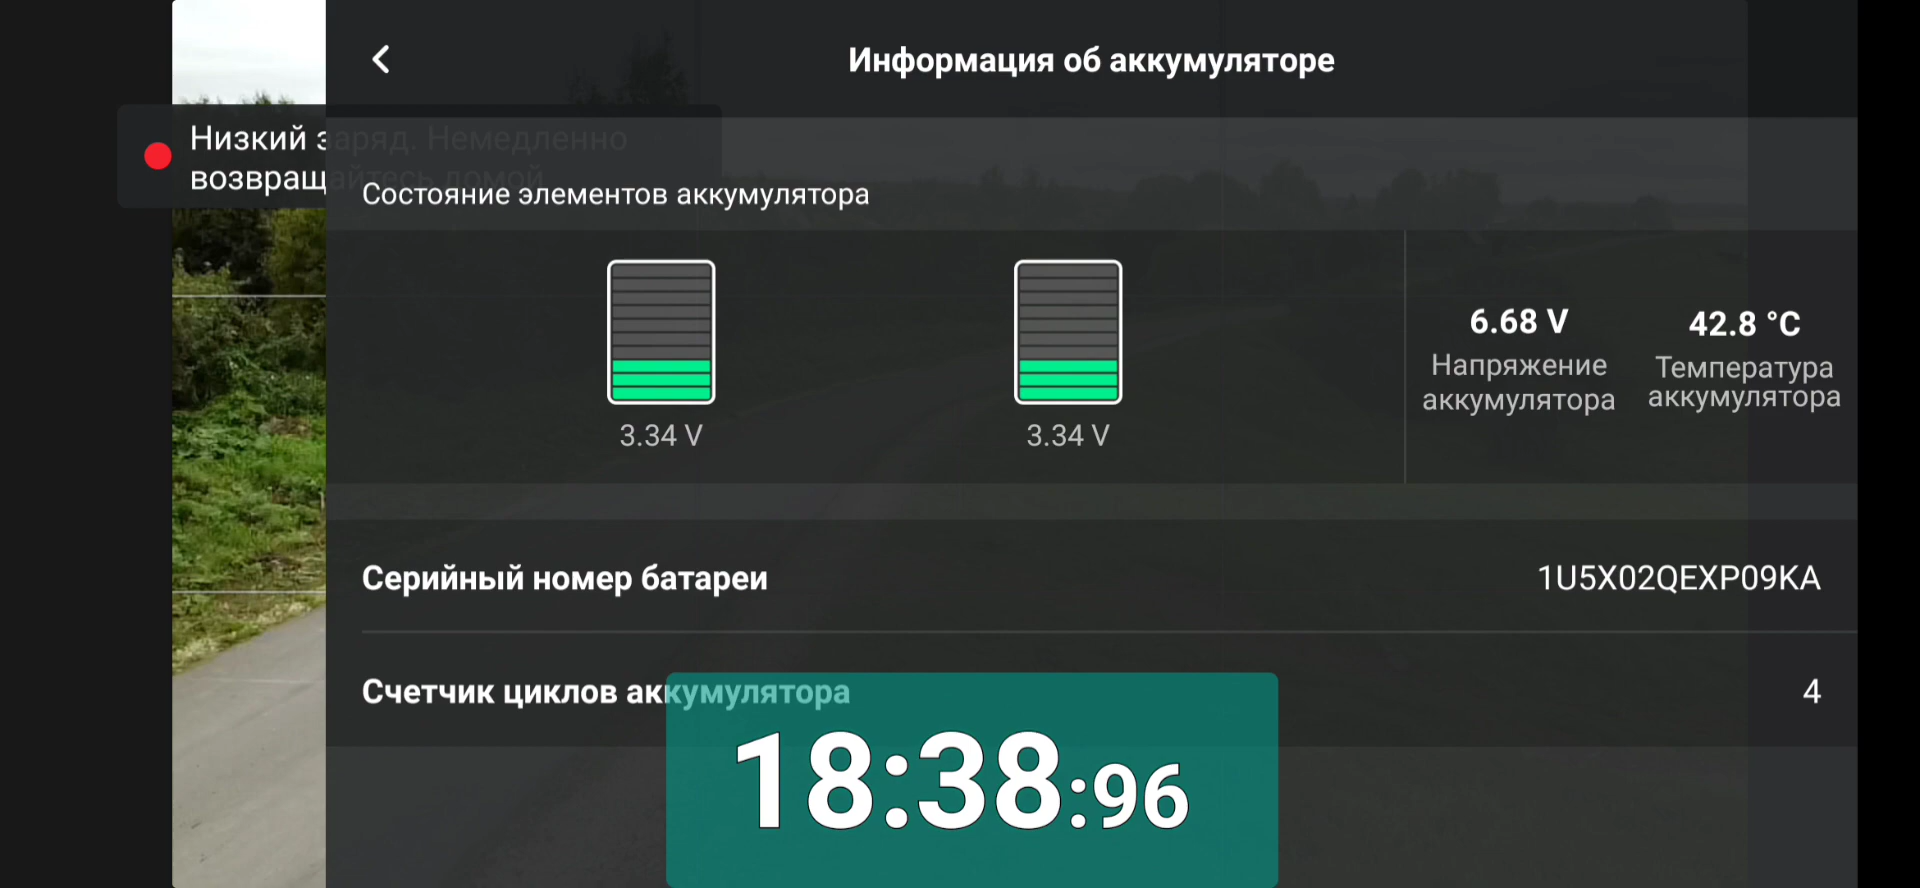 Информация об аккумуляторе
Низкий заряд. Немедленно
возвращайтесь домой
Состояние элементов аккумулятора
3.34 V
3.34 V
6.68 V
Напряжение
аккумулятора
42.8 °C
Температура
аккумулятора
Серийный номер батареи
1U5X02QEXP09KA
Счетчик циклов аккумулятора
4
18:38:96